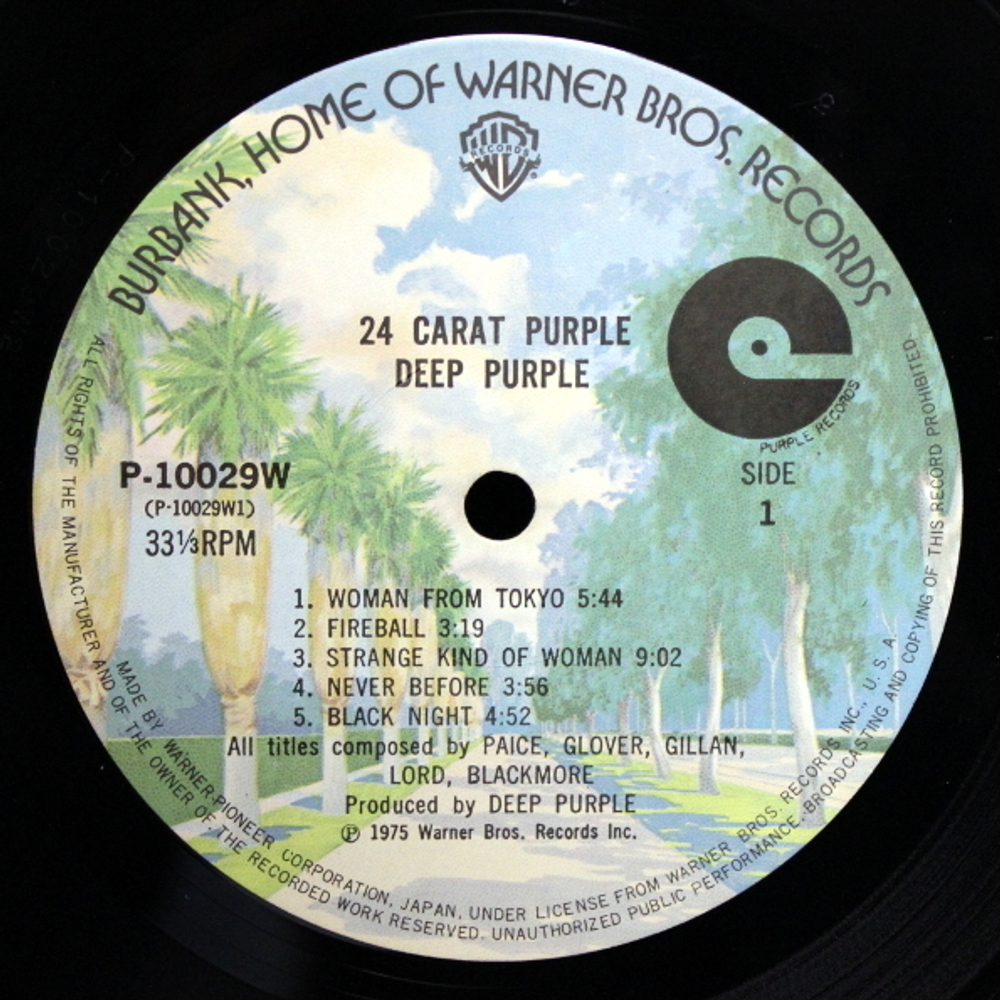 BURBANK, HOME OF WARNER BROS. RECORDS
RECORDS
24 CARAT PURPLE
DEEP PURPLE
PURPLE RECORDS
P-10029W
(P-10029W1)
33⅓RPM
SIDE
1
1. WOMAN FROM TOKYO 5:44
2. FIREBALL 3:19
3. STRANGE KIND OF WOMAN 9:02
4. NEVER BEFORE 3:56
5. BLACK NIGHT 4:52
All titles composed by PAICE, GLOVER, GILLAN,
LORD, BLACKMORE
Produced by DEEP PURPLE
℗ 1975 Warner Bros. Records Inc.
MADE BY WARNER-PIONEER CORPORATION, JAPAN, UNDER LICENSE FROM WARNER BROS. RECORDS INC., U. S. A.
ALL RIGHTS OF THE MANUFACTURER AND OF THE OWNER OF THE RECORDED WORK RESERVED. UNAUTHORIZED PUBLIC PERFORMANCE, BROADCASTING AND COPYING OF THIS RECORD PROHIBITED